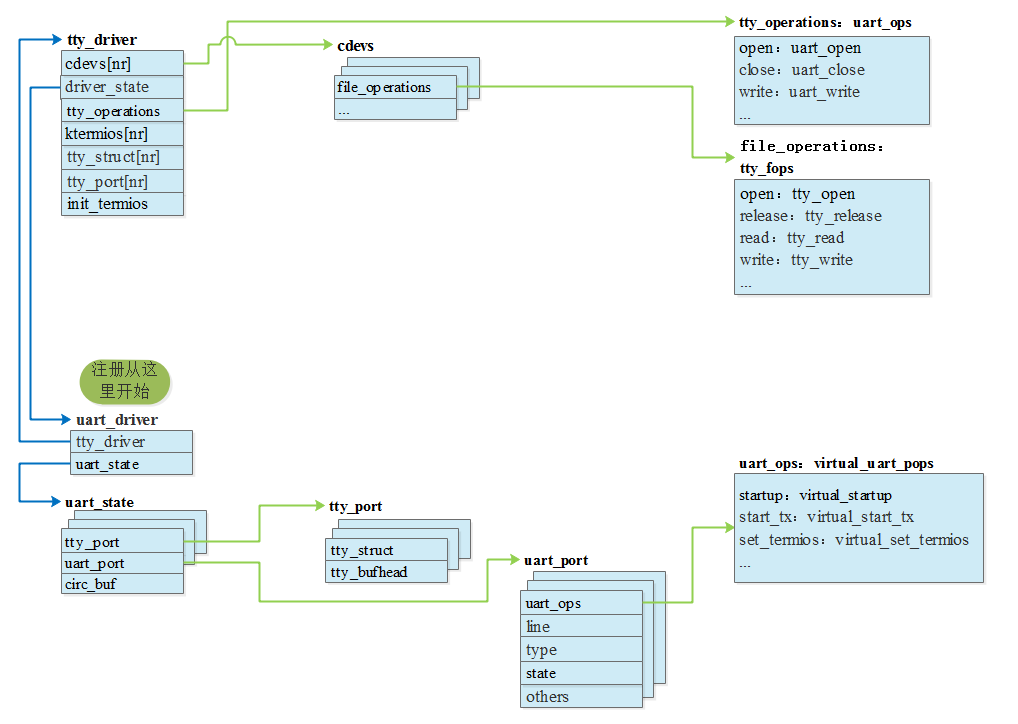 tty_driver
cdevs[nr]
driver_state
tty_operations
ktermios[nr]
tty_struct[nr]
tty_port[nr]
init_termios
cdevs
file_operations
...
tty_operations：uart_ops
open：uart_open
close：uart_close
write：uart_write
...
file_operations：
tty_fops
open：tty_open
release：tty_release
read：tty_read
write：tty_write
...
注册从这
里开始
uart_driver
tty_driver
uart_state
uart_state
tty_port
uart_port
circ_buf
tty_port
tty_struct
tty_bufhead
uart_port
uart_ops
line
type
state
others
uart_ops：virtual_uart_pops
startup：virtual_startup
start_tx：virtual_start_tx
set_termios：virtual_set_termios
...